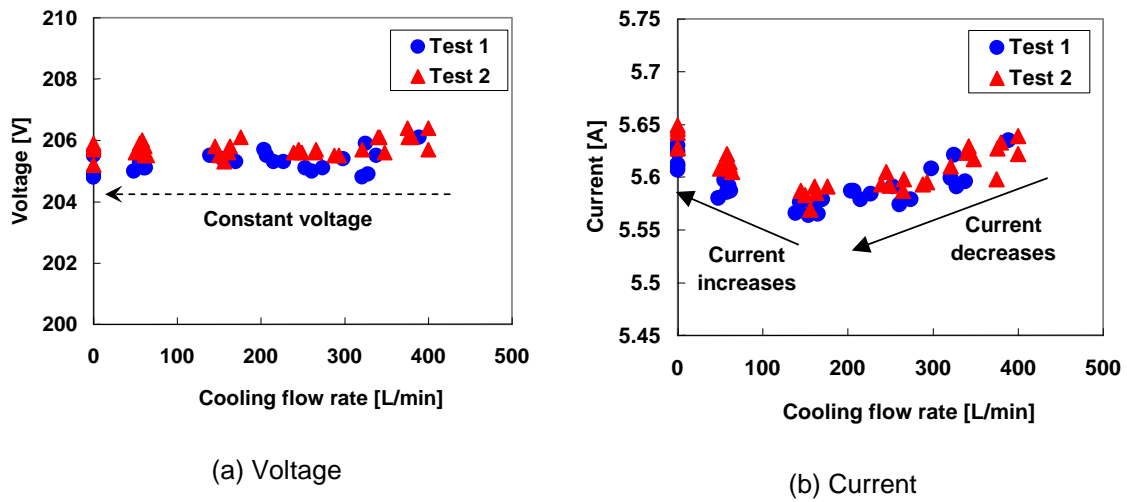 210
208
206
204
202
200
Voltage [V]
Test 1
Test 2
Constant voltage
0
100
200
300
400
500
Cooling flow rate [L/min]
(a) Voltage
5.75
5.7
5.65
5.6
5.55
5.5
5.45
Current [A]
Test 1
Test 2
Current
increases
Current
decreases
0
100
200
300
400
500
Cooling flow rate [L/min]
(b) Current